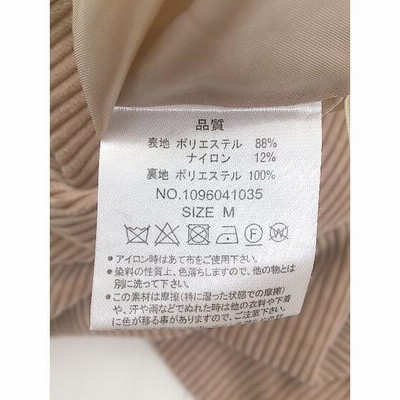 品質
表地 ポリエステル 88%
ナイロン 12%
裏地 ポリエステル 100%
NO.1096041035
SIZE M
F W
●アイロン時はあて布をご使用下さい。
●染料の性質上、色落ちしますので、他の物とは
別に洗って下さい。
●この素材は摩擦(特に湿った状態での摩擦)
や、汗や雨などでぬれた時は他の衣料や下着
に色が移る事がありますので、ご注意下さい。